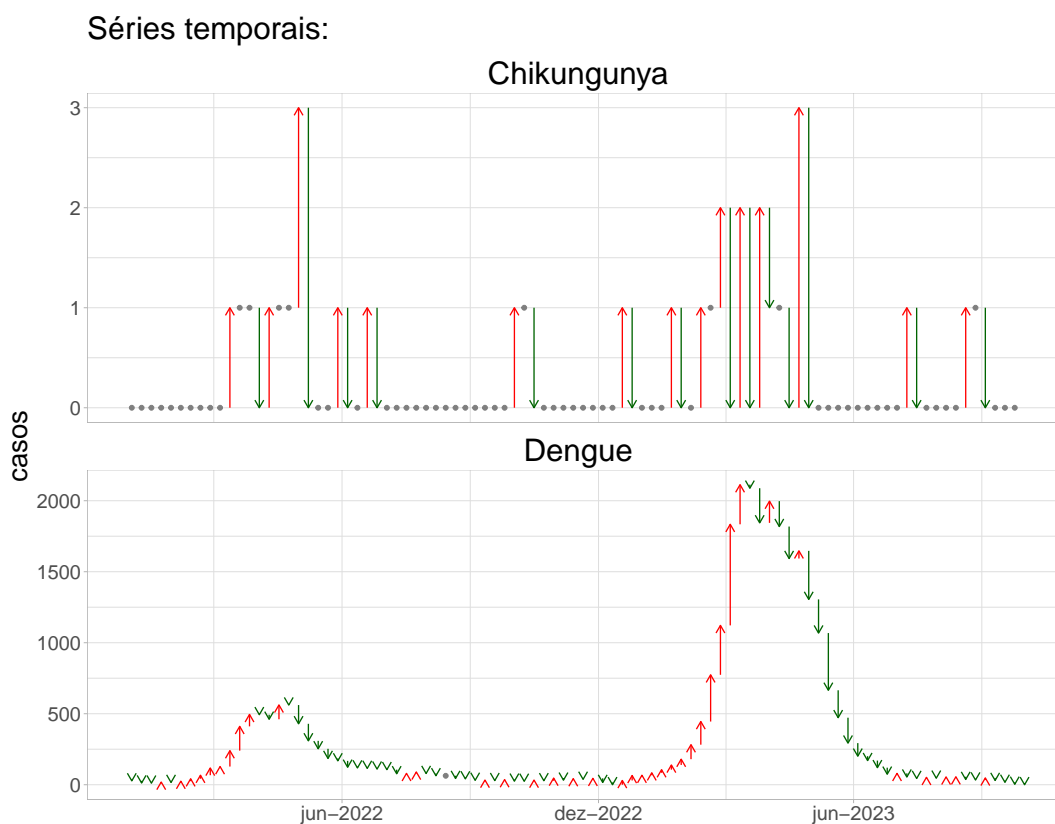 Séries temporais:
Chikungunya
3
2
1
0
casos
Dengue
2000
1500
1000
500
0
jun−2022
dez−2022
jun−2023